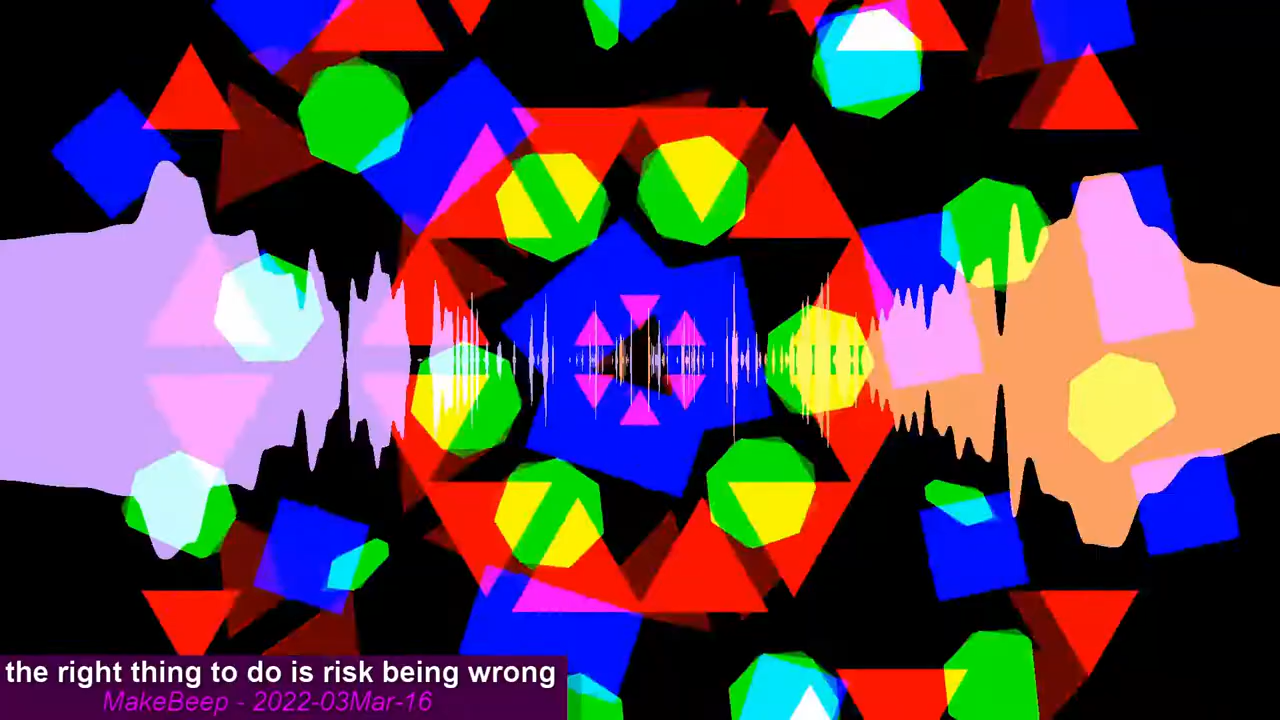 the right thing to do is risk being wrong
MakeBeep - 2022-03Mar-16